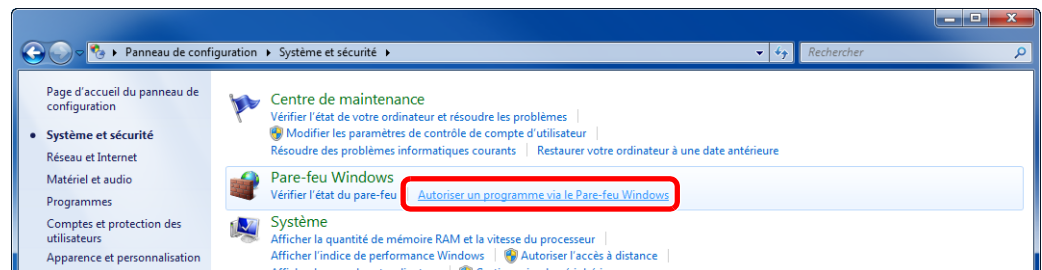 Panneau de configuration Système et sécurité Rechercher
Page d'accueil du panneau de configuration
Système et sécurité
Réseau et Internet
Matériel et audio
Programmes
Comptes et protection des utilisateurs
Apparence et personnalisation
Centre de maintenance
Vérifier l'état de votre ordinateur et résoudre les problèmes
Modifier les paramètres de contrôle de compte d'utilisateur
Résoudre des problèmes informatiques courants Restaurer votre ordinateur à une date antérieure
Pare-feu Windows
Vérifier l'état du pare-feu Autoriser un programme via le Pare-feu Windows
Système
Afficher la quantité de mémoire RAM et la vitesse du processeur
Afficher l'indice de performance Windows Autoriser l'accès à distance